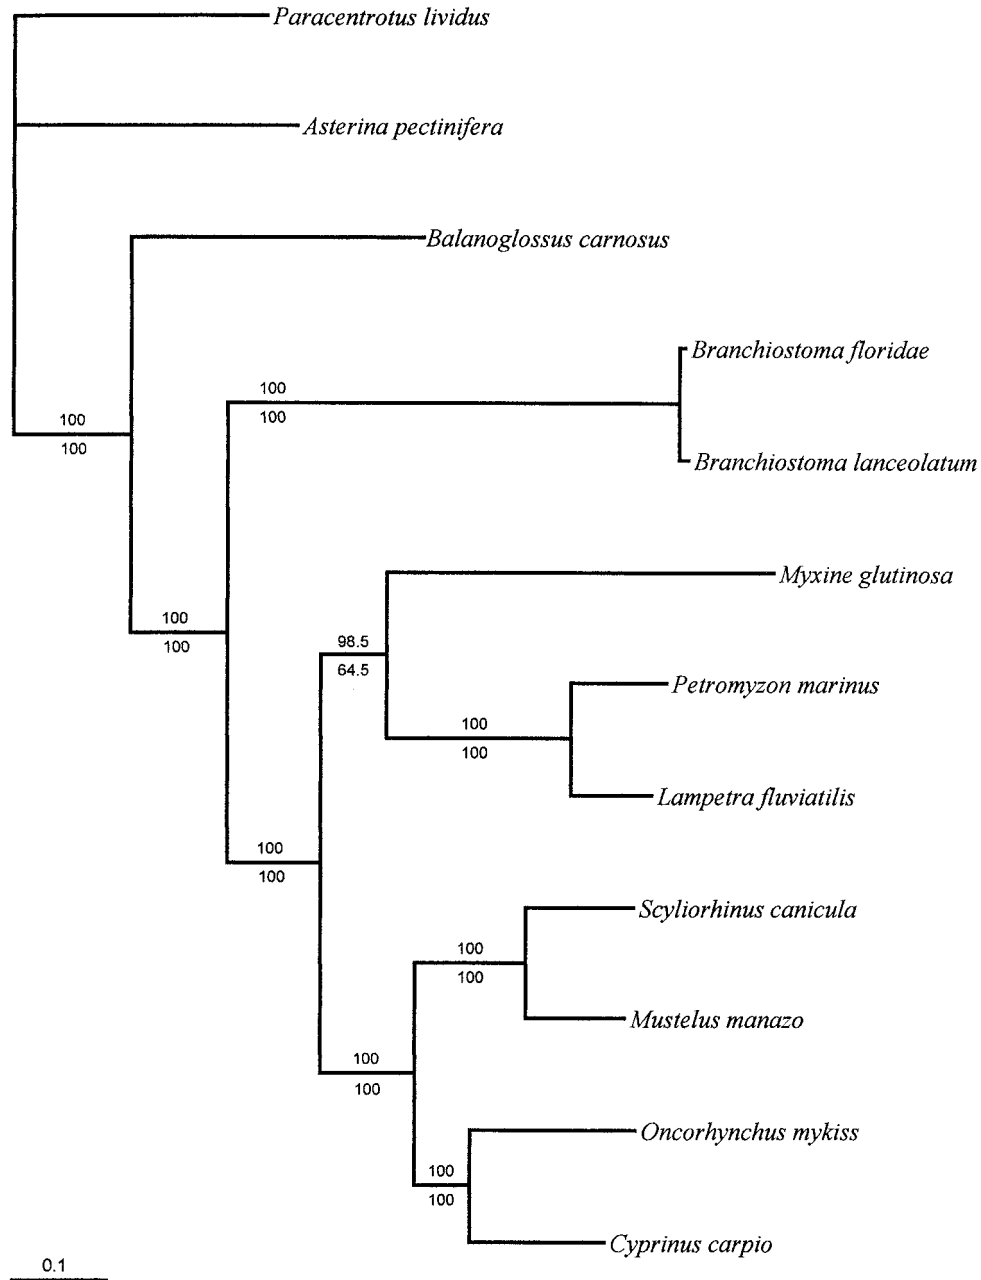 Paracentrotus lividus
Asterina pectinifera
Balanoglossus carnosus
Branchiostoma floridae
100
100
100
100
Branchiostoma lanceolatum
Myxine glutinosa
100
100
98.5
64.5
Petromyzon marinus
100
100
Lampetra fluviatilis
100
100
Scyliorhinus canicula
100
100
Mustelus manazo
100
100
Oncorhynchus mykiss
100
100
Cyprinus carpio
0.1